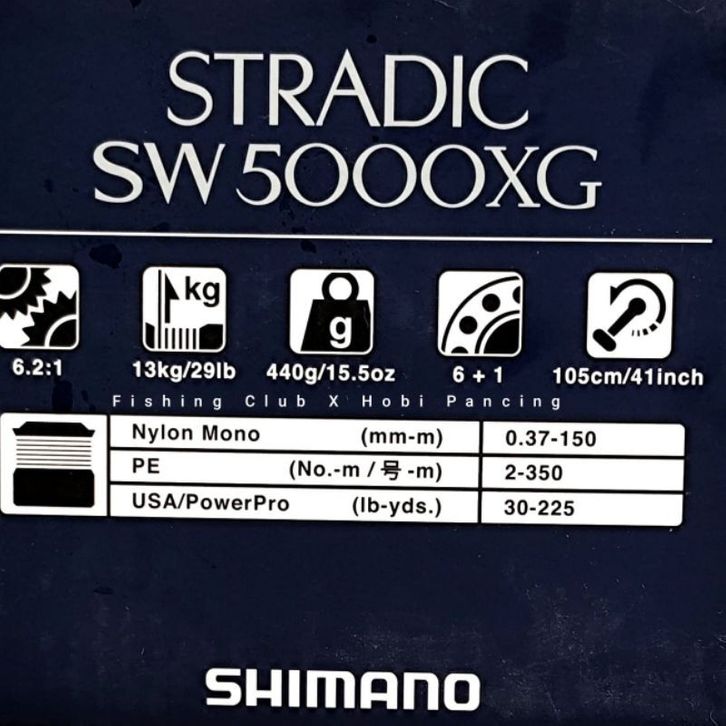 STRADIC
SW 5000XG
kg
g
6.2:1
13kg/29lb
440g/15.5oz
6 + 1
105cm/41inch
Fishing Club X Hobi Pancing
Nylon Mono (mm-m) 0.37-150
PE (No.-m / 号 -m) 2-350
USA/PowerPro (lb-yds.) 30-225
SHIMANO